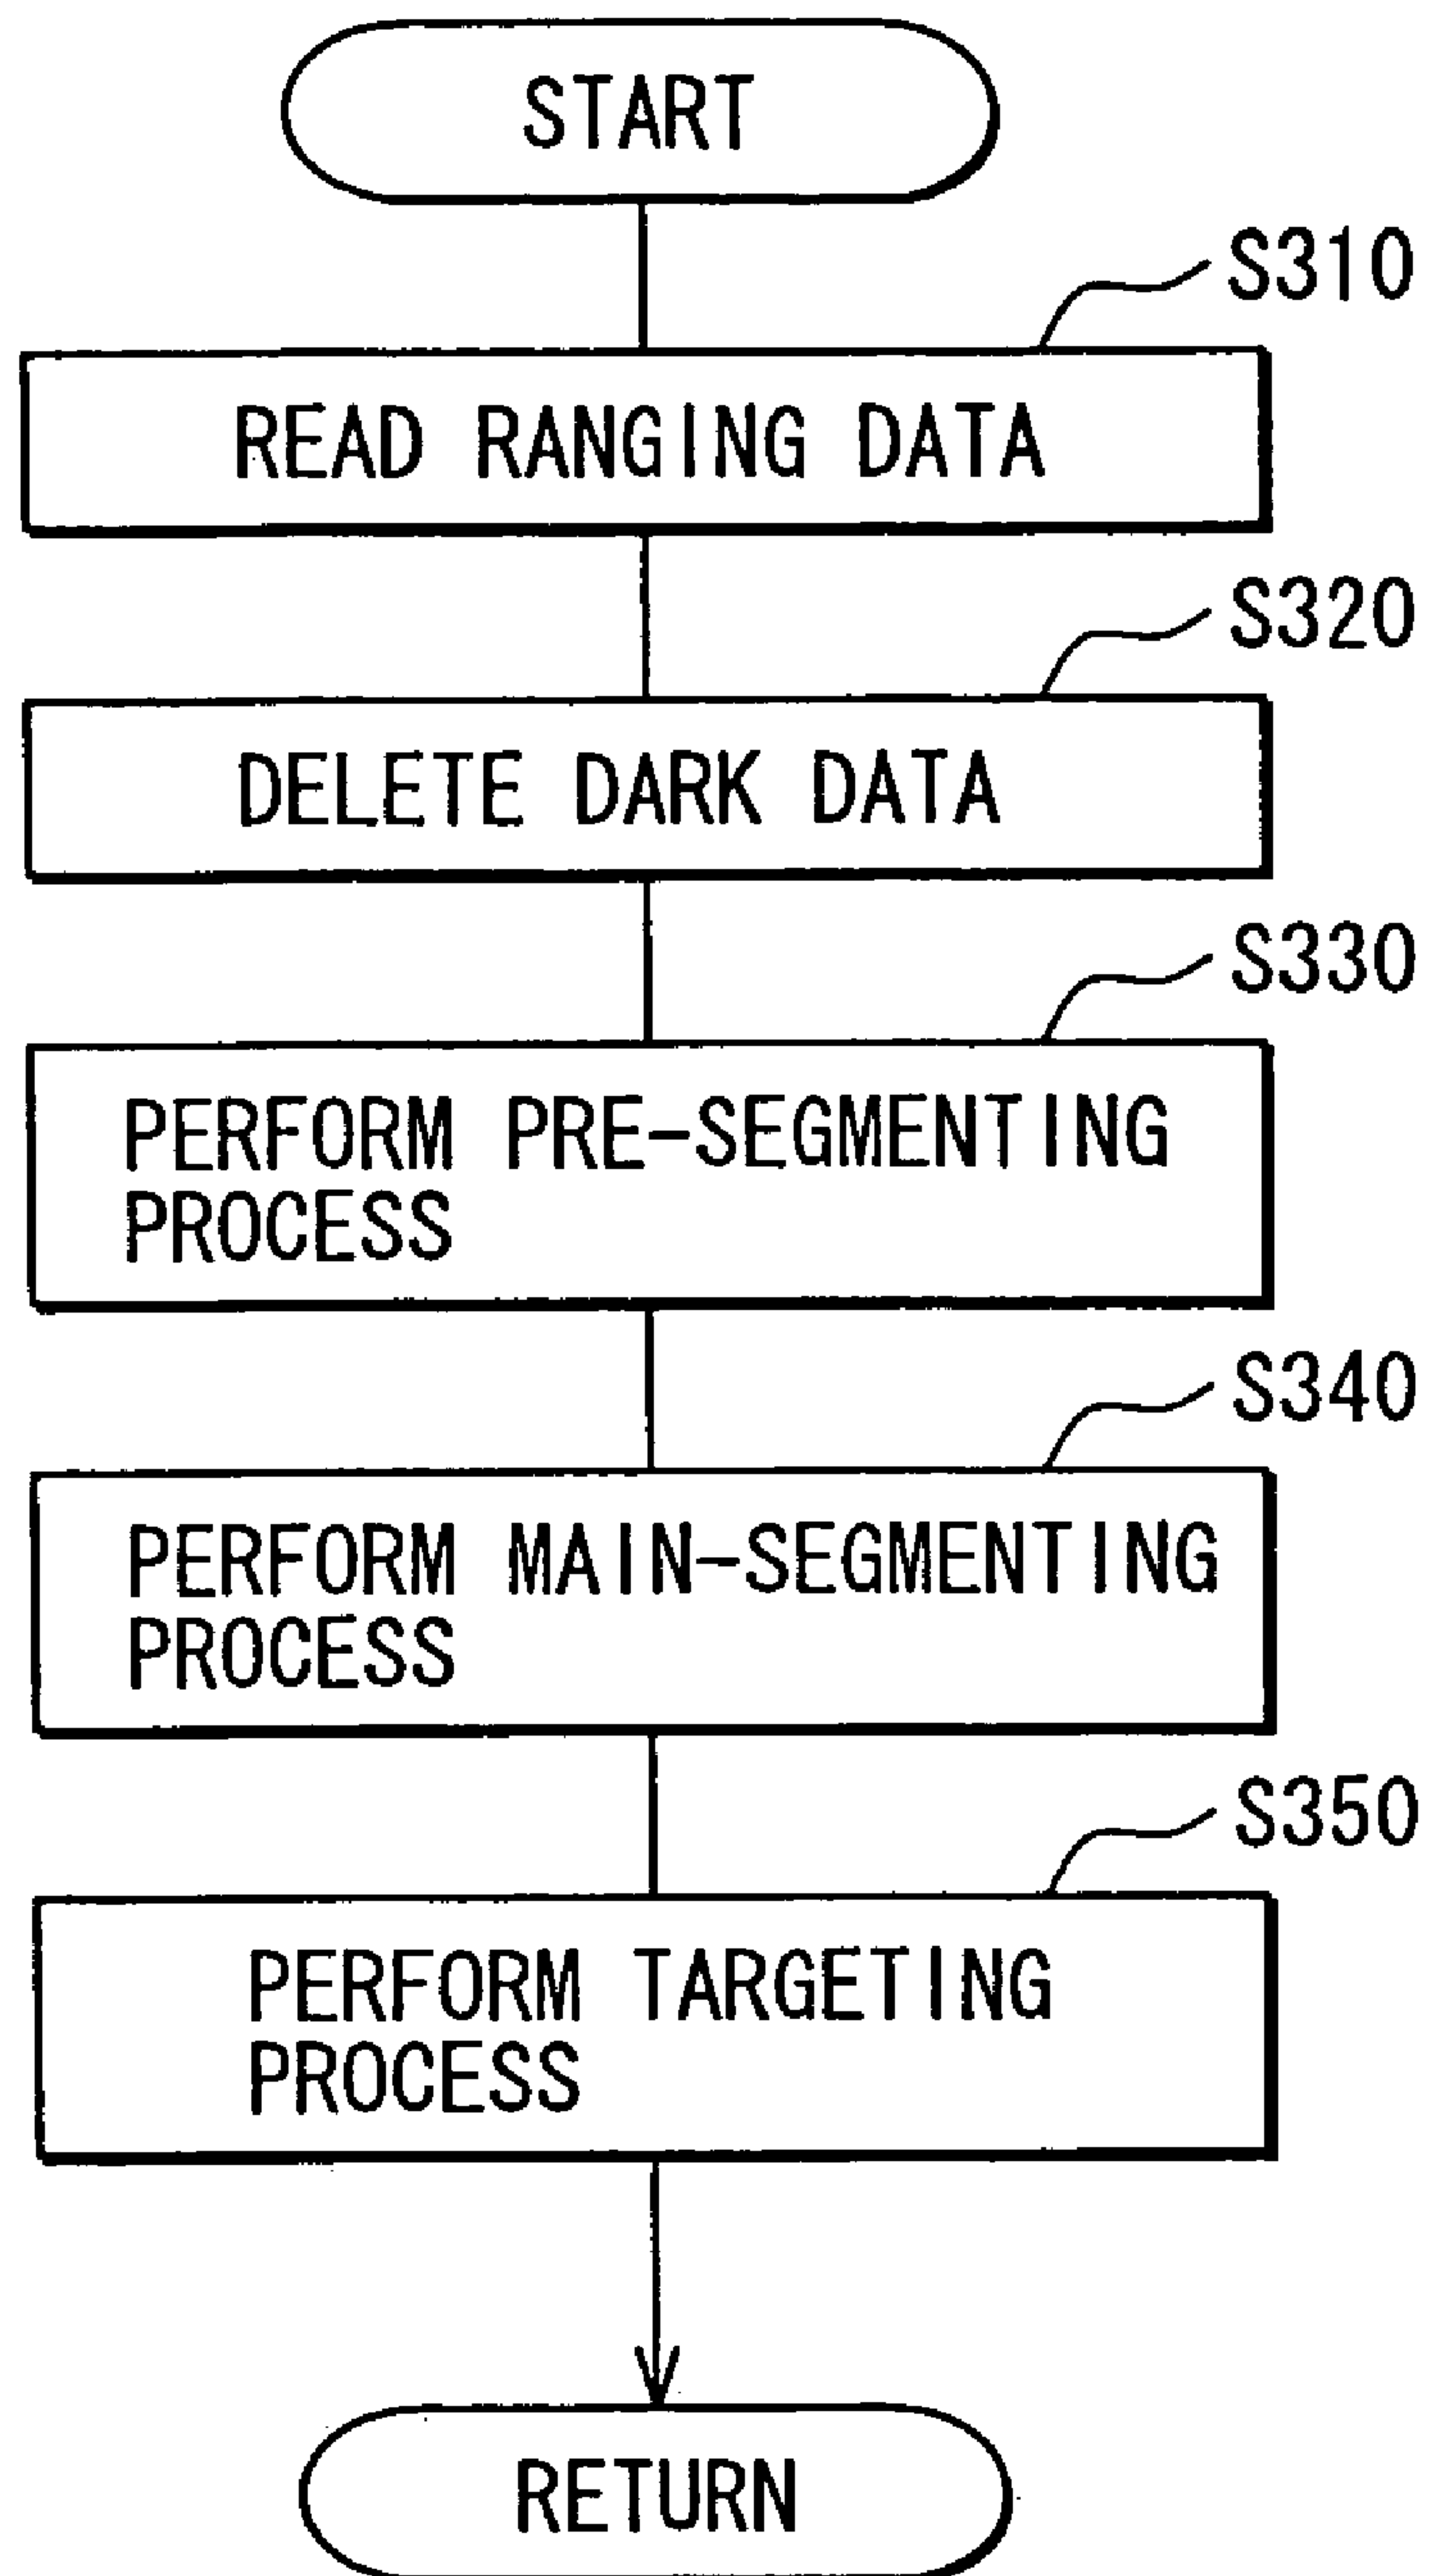 START
S310
READ RANGING DATA
S320
DELETE DARK DATA
S330
PERFORM PRE-SEGMENTING
PROCESS
S340
PERFORM MAIN-SEGMENTING
PROCESS
S350
PERFORM TARGETING
PROCESS
RETURN